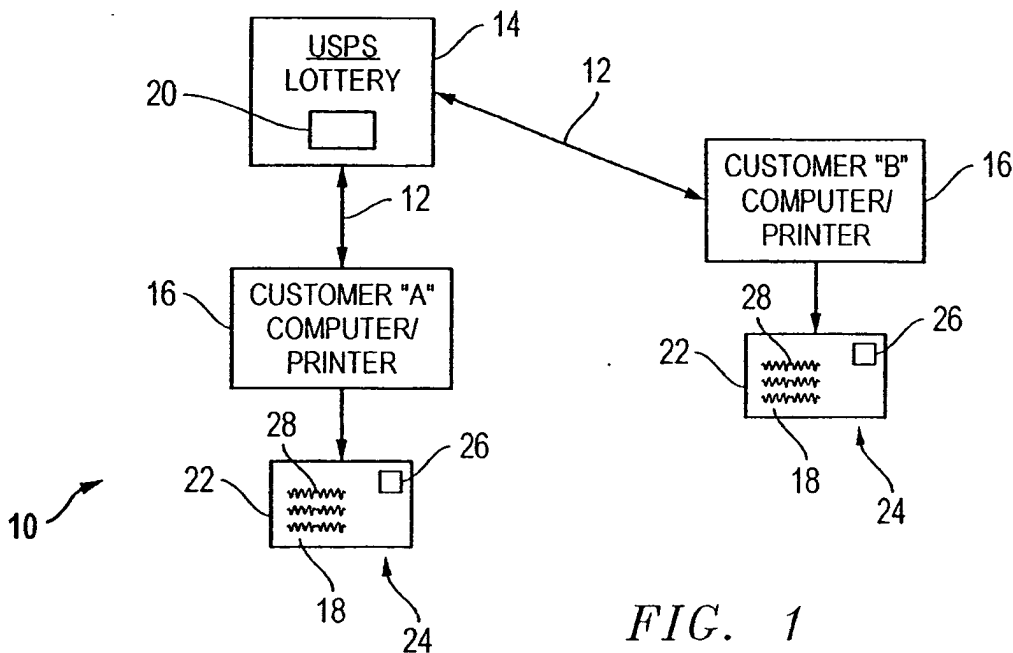 USPS
LOTTERY
14
20
12
12
CUSTOMER "B"
COMPUTER/
PRINTER
16
16
CUSTOMER "A"
COMPUTER/
PRINTER
28
26
22
18
24
28
26
22
18
24
10
FIG. 1